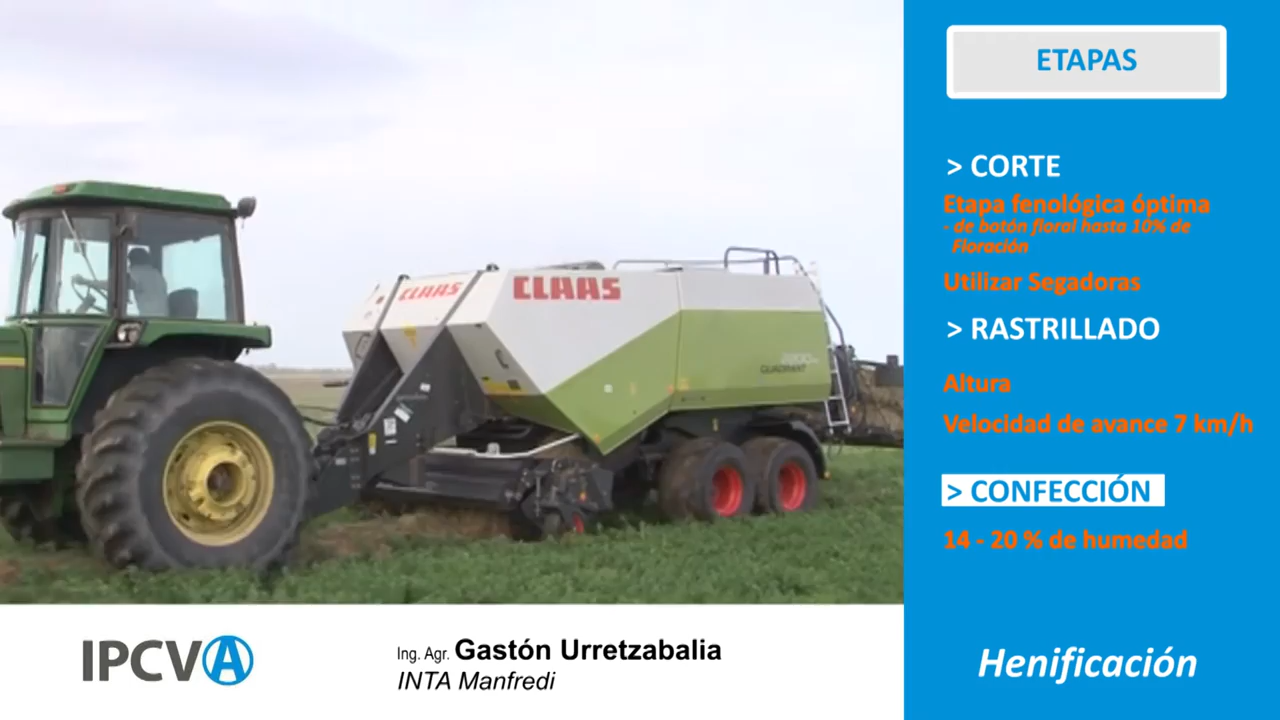 ETAPAS
> CORTE
Etapa fenológica óptima
- de botón floral hasta 10% de
Floración
Utilizar Segadoras
> RASTRILLADO
Altura
Velocidad de avance 7 km/h
> CONFECCIÓN
14 - 20 % de humedad
Henificación
CLAAS
CLAAS
QUADRANT
IPCVA
Ing. Agr. Gastón Urretzabalia
INTA Manfredi